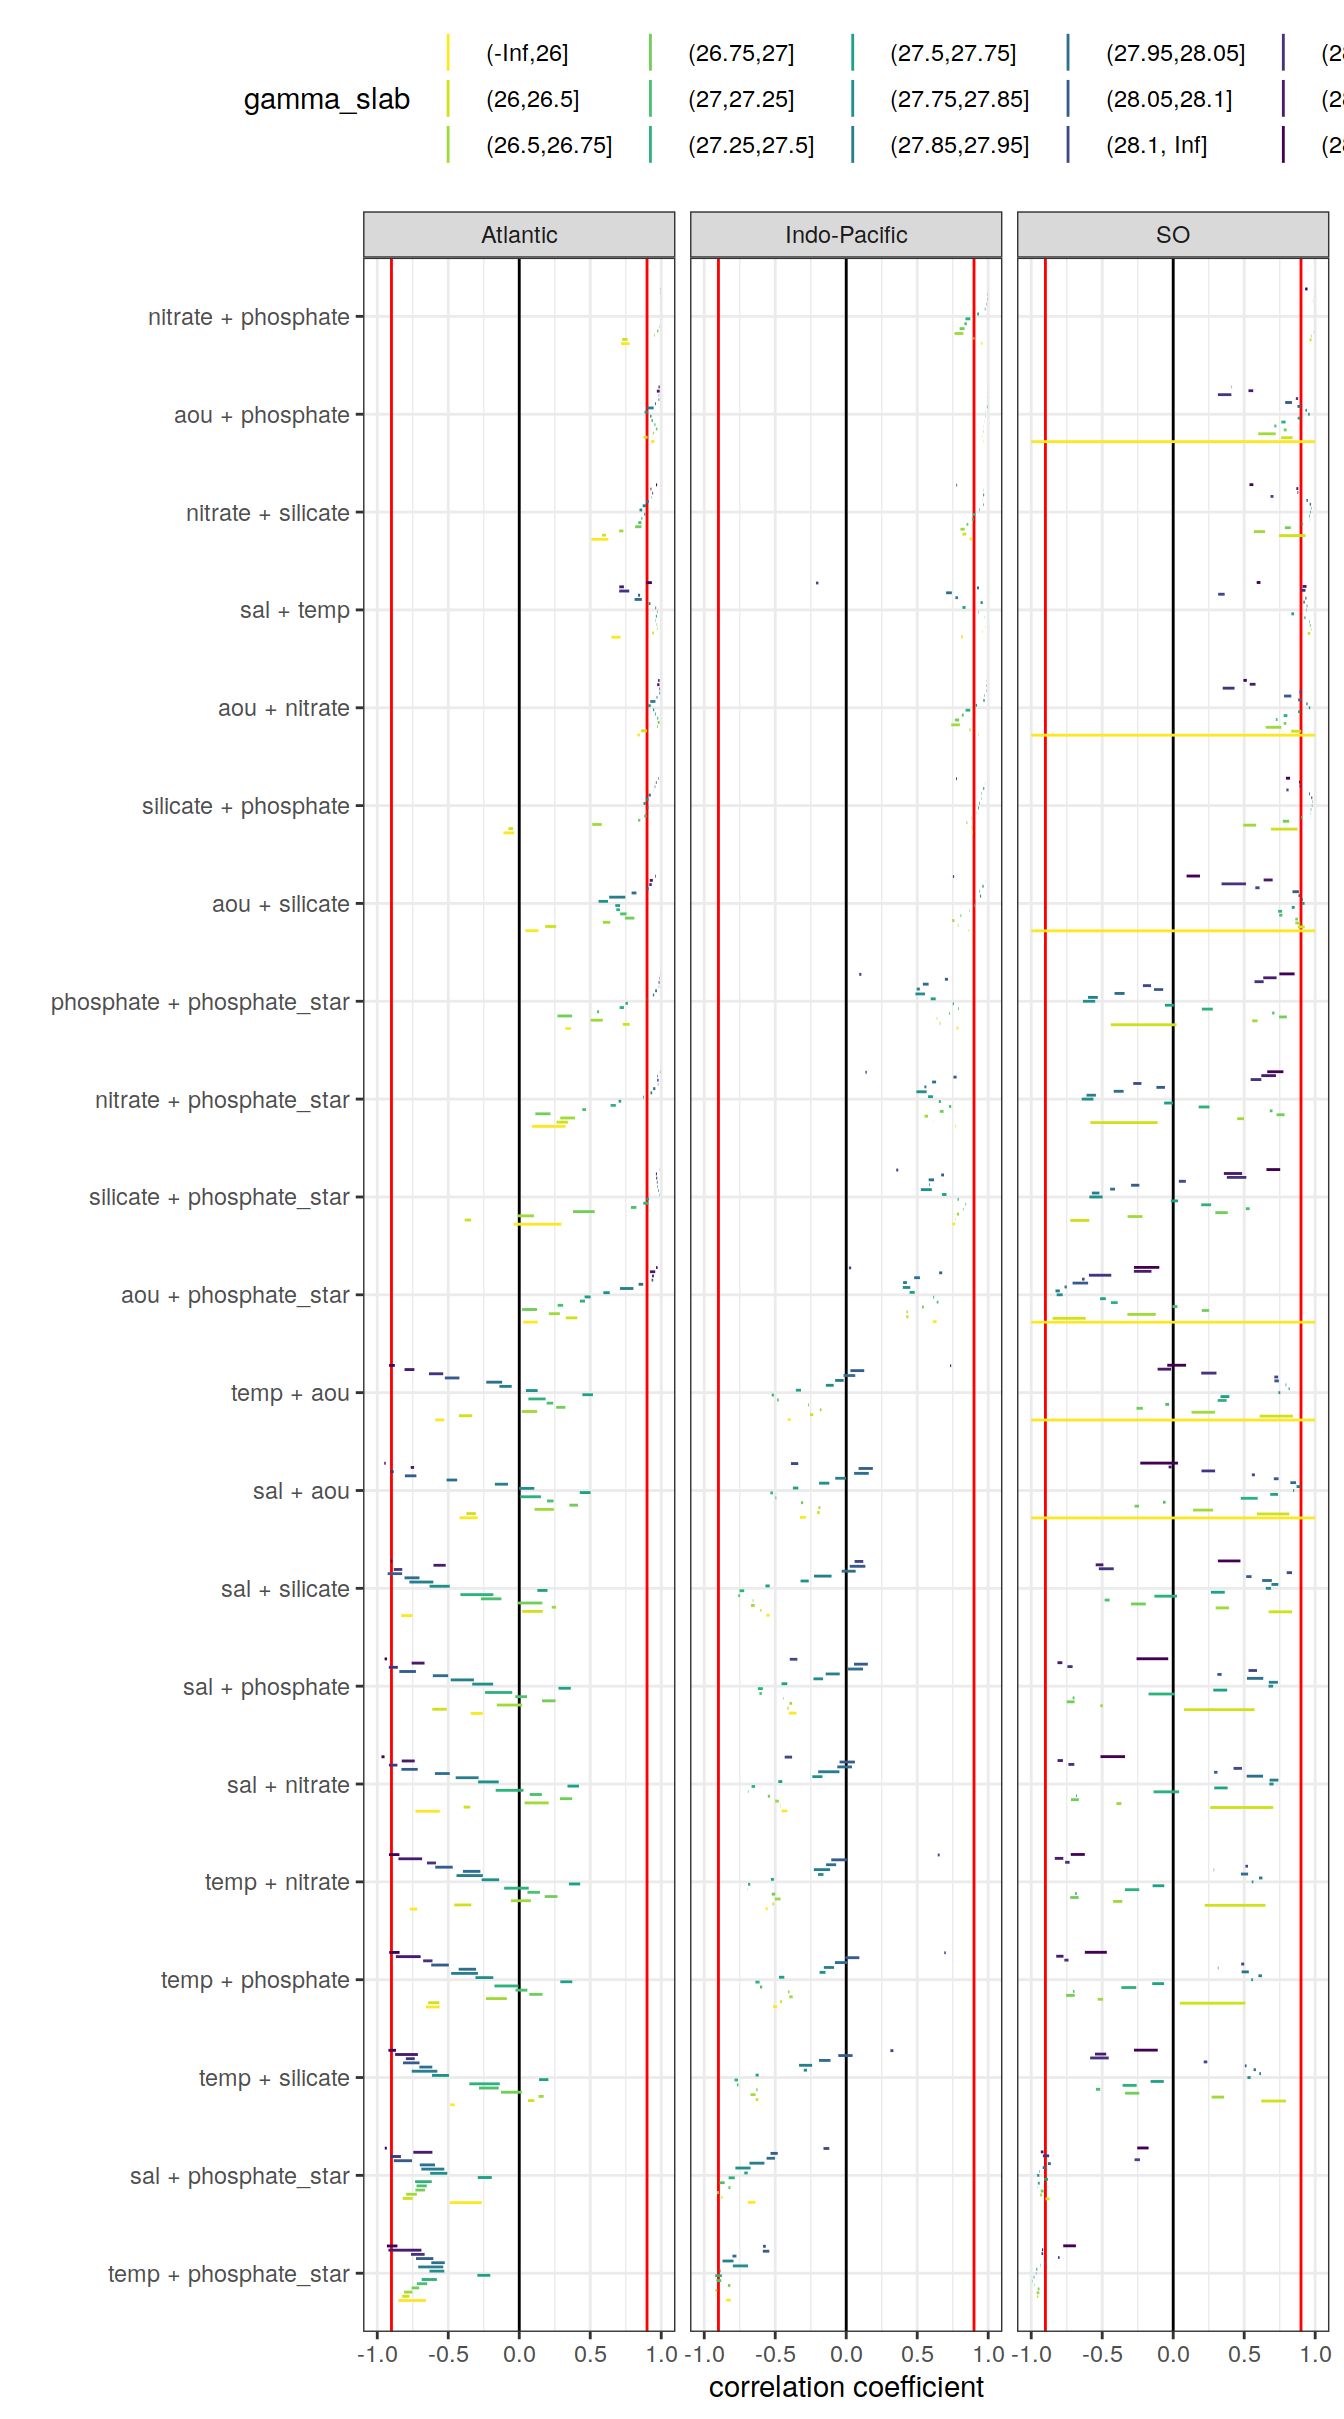 (-Inf,26] (26.75,27] (27.5,27.75] (27.95,28.05]
gamma_slab (26,26.5] (27,27.25] (27.75,27.85] (28.05,28.1]
(26.5,26.75] (27.25,27.5] (27.85,27.95] (28.1, Inf]
Atlantic Indo-Pacific SO
nitrate + phosphate
aou + phosphate
nitrate + silicate
sal + temp
aou + nitrate
silicate + phosphate
aou + silicate
phosphate + phosphate_star
nitrate + phosphate_star
silicate + phosphate_star
aou + phosphate_star
temp + aou
sal + aou
sal + silicate
sal + phosphate
sal + nitrate
temp + nitrate
temp + phosphate
temp + silicate
sal + phosphate_star
temp + phosphate_star
-1.0 -0.5 0.0 0.5 1.0 -1.0 -0.5 0.0 0.5 1.0 -1.0 -0.5 0.0 0.5 1.0
correlation coefficient